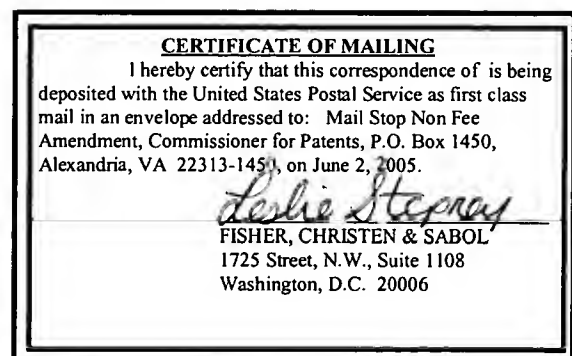 CERTIFICATE OF MAILING
I hereby certify that this correspondence of is being
deposited with the United States Postal Service as first class
mail in an envelope addressed to: Mail Stop Non Fee
Amendment, Commissioner for Patents, P.O. Box 1450,
Alexandria, VA 22313-1450, on June 2, 2005.
Leslie Steprey
FISHER, CHRISTEN & SABOL
1725 Street, N.W., Suite 1108
Washington, D.C. 20006